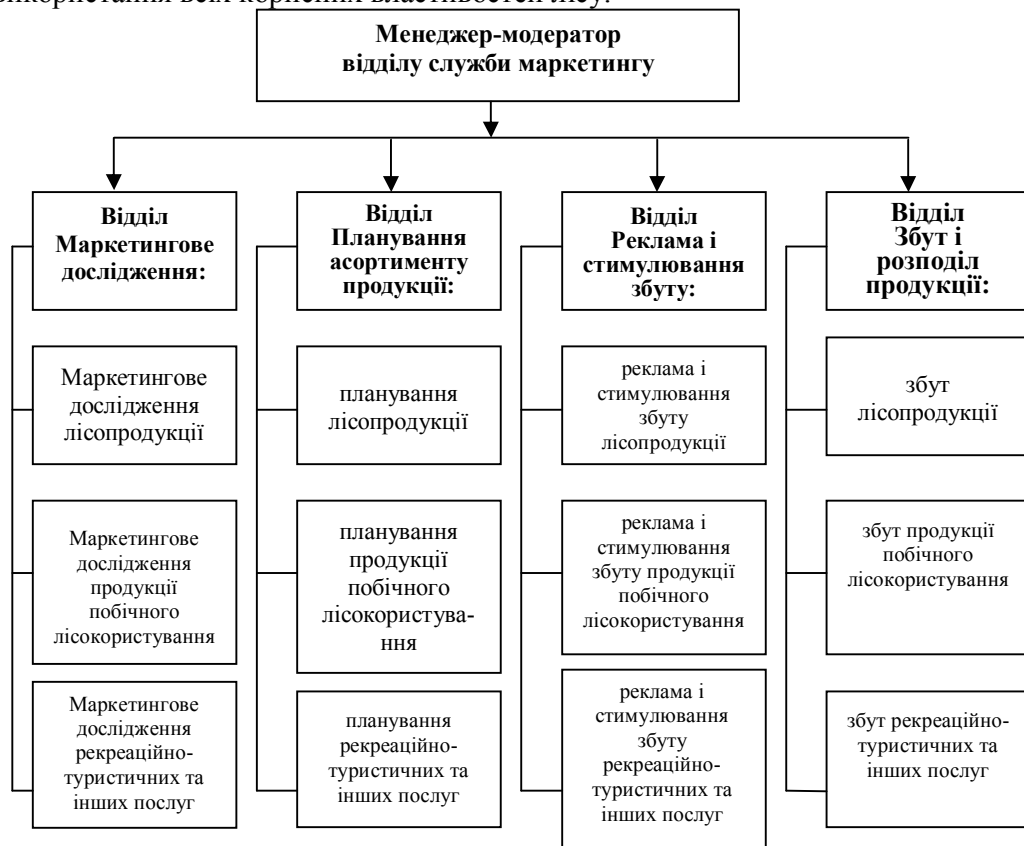 використання всіх корисних властивостей лісу.
Менеджер-модератор
відділу служби маркетингу
Відділ
Маркетингове
дослідження:
Відділ
Планування
асортименту
продукції:
Відділ
Реклама і
стимулювання
збуту:
Відділ
Збут і
розподіл
продукції:
Маркетингове
дослідження
лісопродукції
планування
лісопродукції
реклама і
стимулювання
збуту
лісопродукції
збут
лісопродукції
Маркетингове
дослідження
продукції
побічного
лісокористування
планування
продукції
побічного
лісокористува-
ння
реклама і
стимулювання
збуту продукції
побічного
лісокористування
збут продукції
побічного
лісокористування
Маркетингове
дослідження
рекреаційно-
туристичних та
інших послуг
планування
рекреаційно-
туристичних та
інших послуг
реклама і
стимулювання
збуту
рекреаційно-
туристичних та
інших послуг
збут рекреаційно-
туристичних та
інших послуг